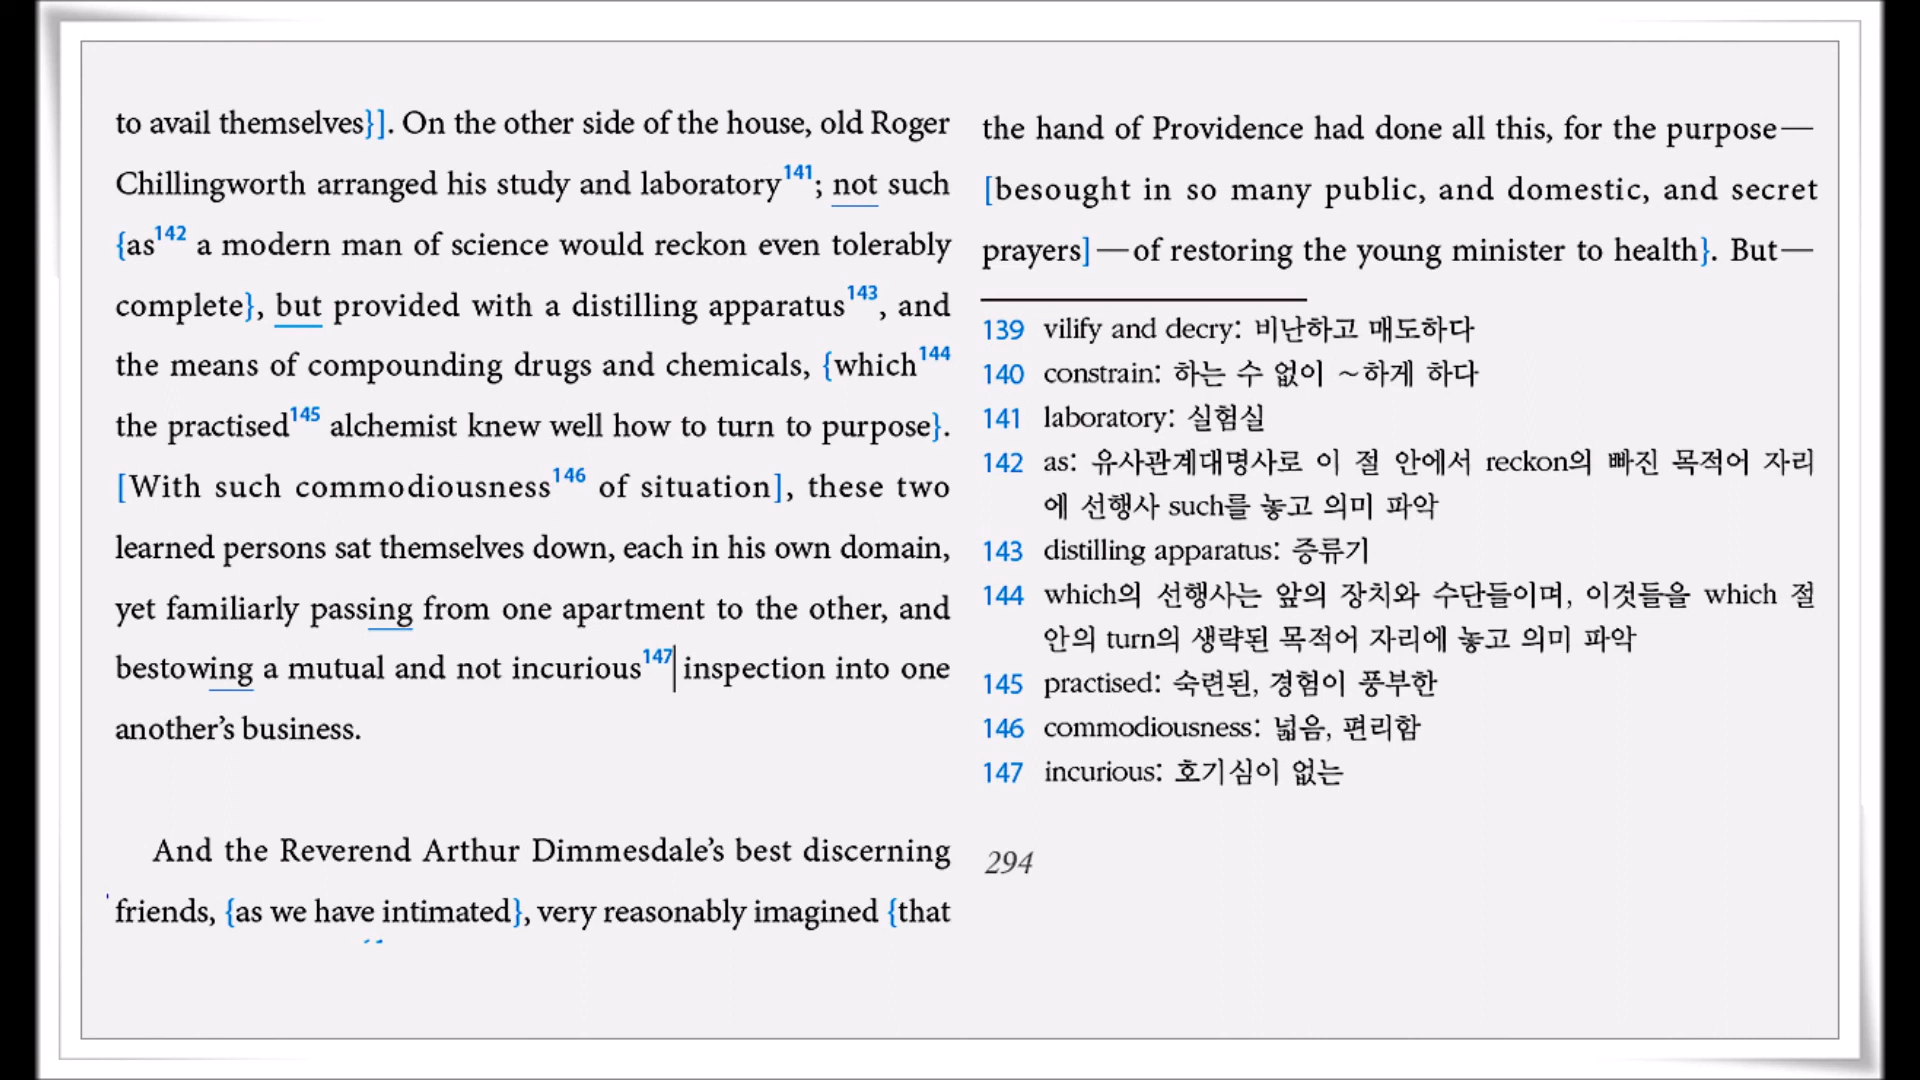 to avail themselves}]. On the other side of the house, old Roger
Chillingworth arranged his study and laboratory141; not such
{as142 a modern man of science would reckon even tolerably
complete}, but provided with a distilling apparatus143, and
the means of compounding drugs and chemicals, {which144
the practised145 alchemist knew well how to turn to purpose}.
[With such commodiousness146 of situation], these two
learned persons sat themselves down, each in his own domain,
yet familiarly passing from one apartment to the other, and
bestowing a mutual and not incurious147 inspection into one
another’s business.
And the Reverend Arthur Dimmesdale’s best discerning
friends, {as we have intimated}, very reasonably imagined {that
the hand of Providence had done all this, for the purpose—
[besought in so many public, and domestic, and secret
prayers]—of restoring the young minister to health}. But—
139 vilify and decry: 비난하고 매도하다
140 constrain: 하는 수 없이 ~하게 하다
141 laboratory: 실험실
142 as: 유사관계대명사로 이 절 안에서 reckon의 빠진 목적어 자리
에 선행사 such를 놓고 의미 파악
143 distilling apparatus: 증류기
144 which의 선행사는 앞의 장치와 수단들이며, 이것들을 which 절
안의 turn의 생략된 목적어 자리에 놓고 의미 파악
145 practised: 숙련된, 경험이 풍부한
146 commodiousness: 넓음, 편리함
147 incurious: 호기심이 없는
294